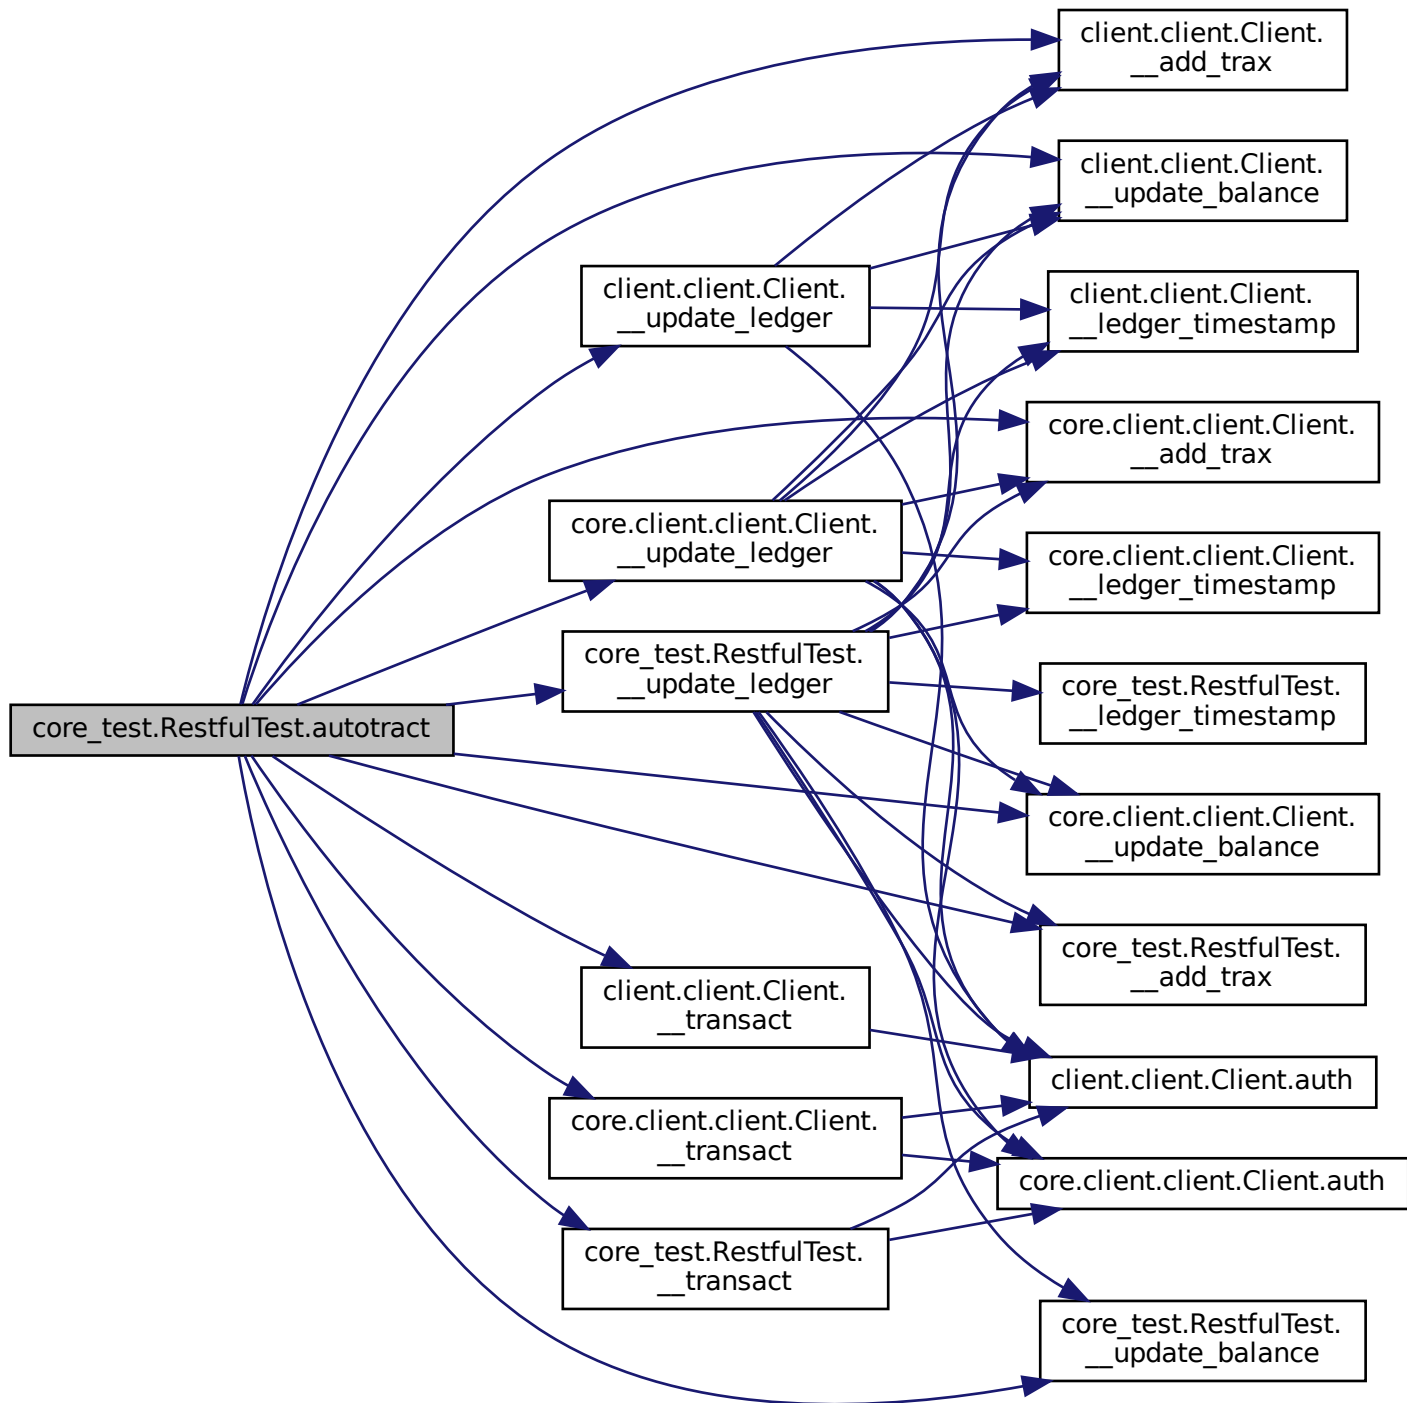 core_test.RestfulTest.autotract
client.client.Client.
__update_ledger
core.client.client.Client.
__update_ledger
core_test.RestfulTest.
__update_ledger
client.client.Client.
__transact
core.client.client.Client.
__transact
core_test.RestfulTest.
__transact
client.client.Client.
__add_trax
client.client.Client.
__update_balance
client.client.Client.
__ledger_timestamp
core.client.client.Client.
__add_trax
core.client.client.Client.
__ledger_timestamp
core_test.RestfulTest.
__ledger_timestamp
core.client.client.Client.
__update_balance
core_test.RestfulTest.
__add_trax
client.client.Client.auth
core.client.client.Client.auth
core_test.RestfulTest.
__update_balance